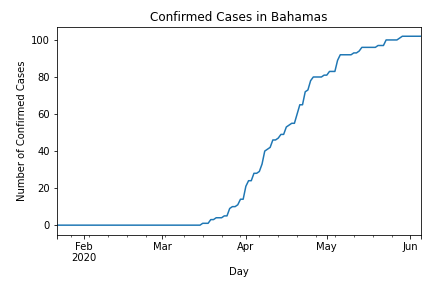 Confirmed Cases in Bahamas
100
80
60
40
20
0
Number of Confirmed Cases
Feb
2020
Mar
Apr
May
Jun
Day